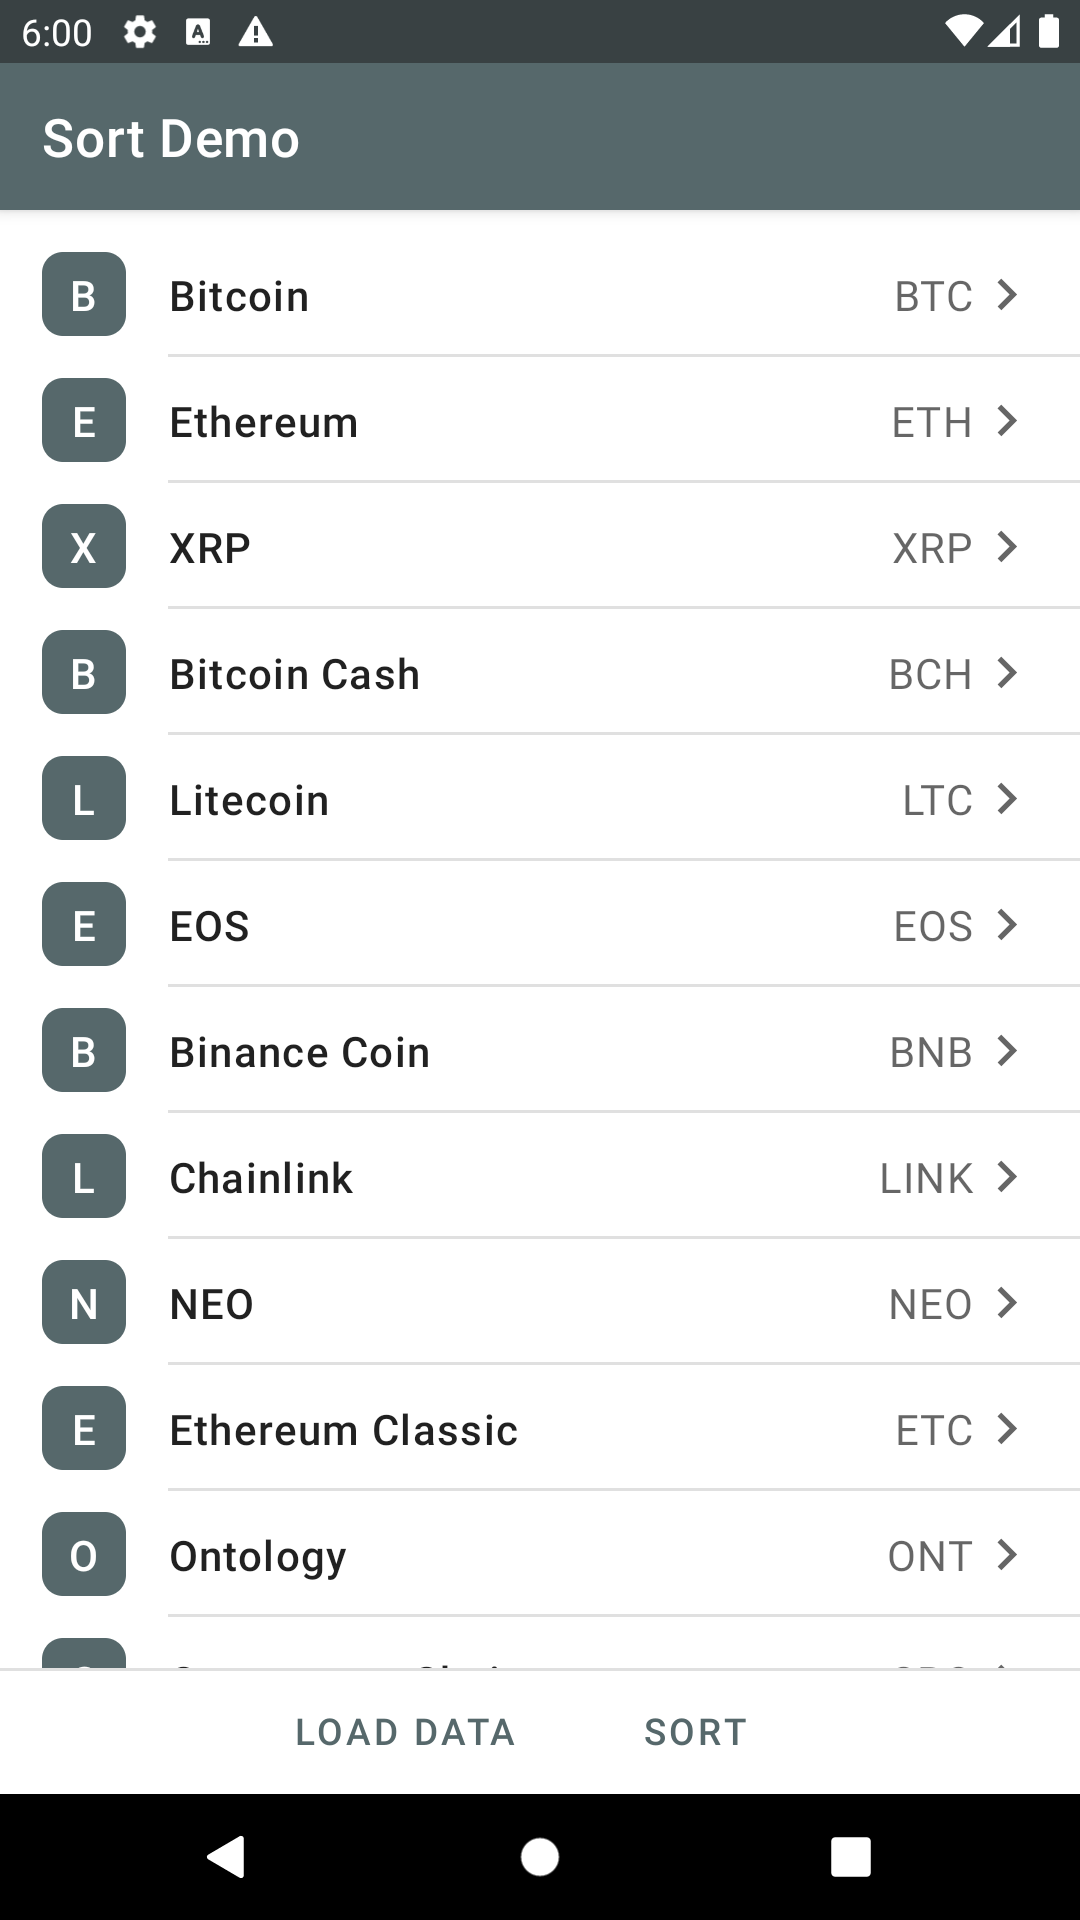 6:00
Sort Demo
B Bitcoin BTC
E Ethereum ETH
X XRP XRP
B Bitcoin Cash BCH
L Litecoin LTC
E EOS EOS
B Binance Coin BNB
L Chainlink LINK
N NEO NEO
E Ethereum Classic ETC
O Ontology ONT
LOAD DATA SORT